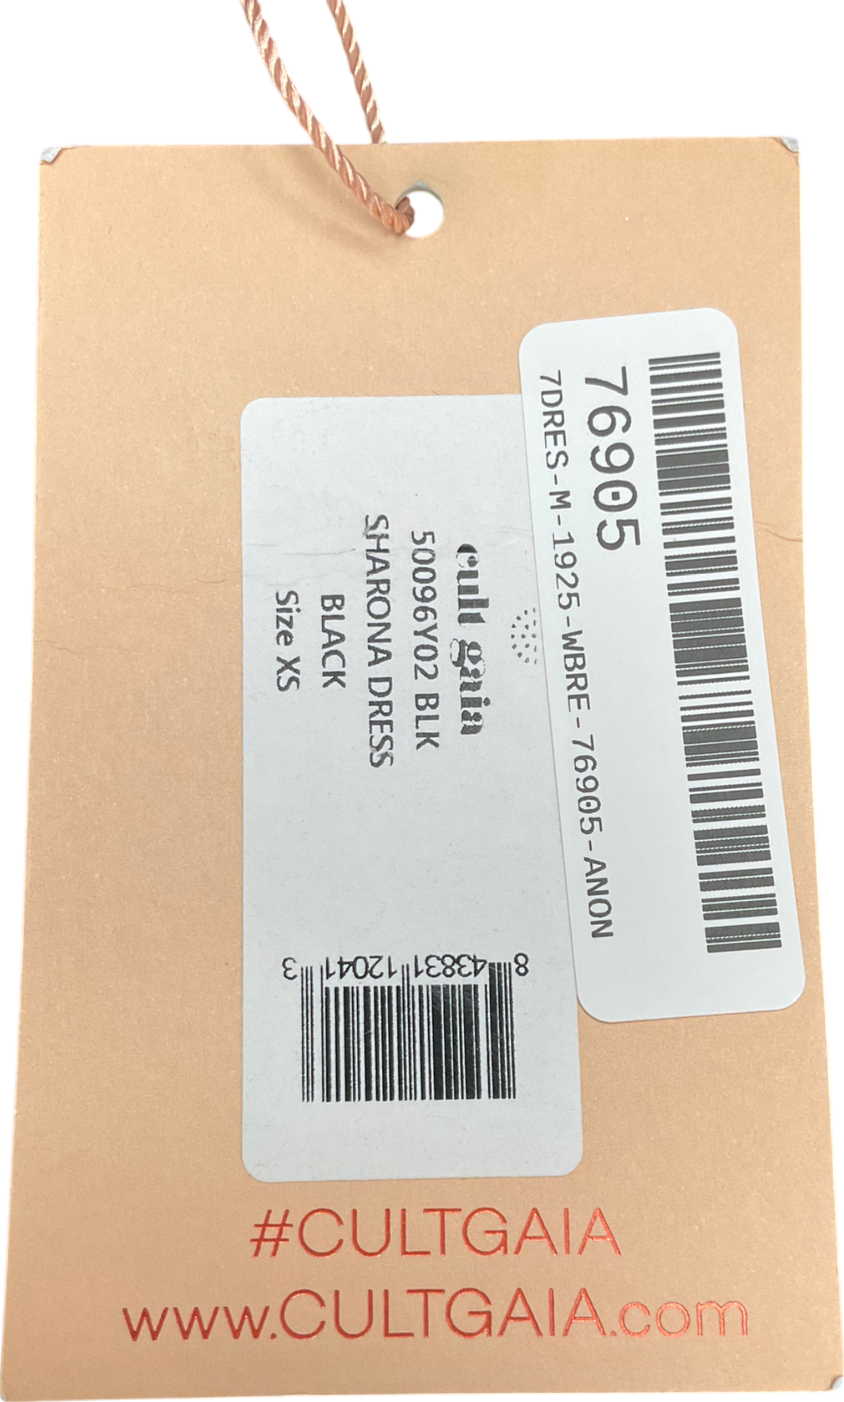 76905
7DRES-M-1925-WBRE-76905-ANON
cult gaia
50096Y02 BLK
SHARONA DRESS
BLACK
Size XS
8 43831 12041 3
#CULTGAIA
www.CULTGAIA.com